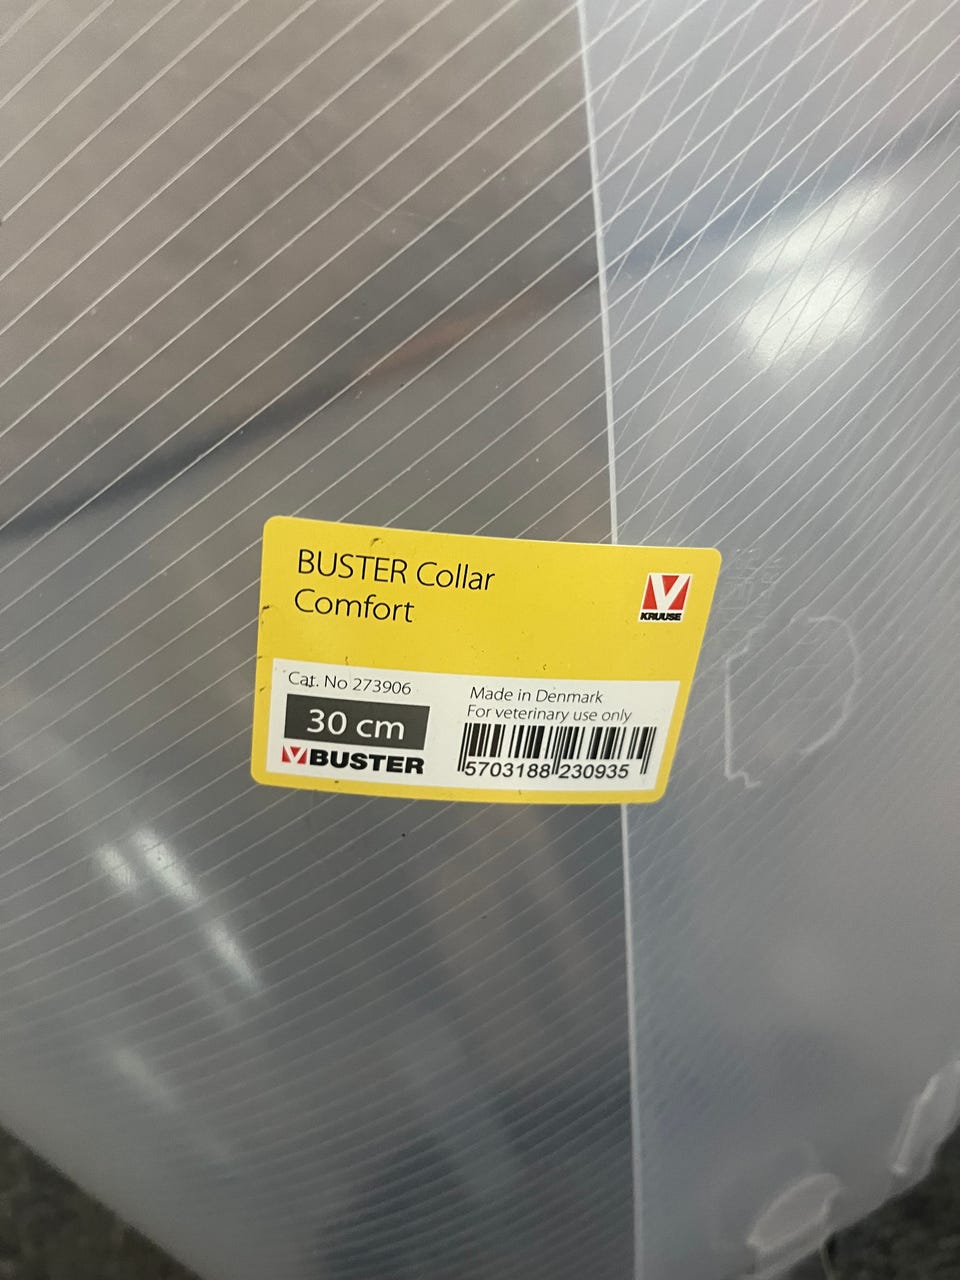 BUSTER Collar
Comfort
KRUUSE
Cat. No 273906
30 cm
BUSTER
Made in Denmark
For veterinary use only
5703188 230935